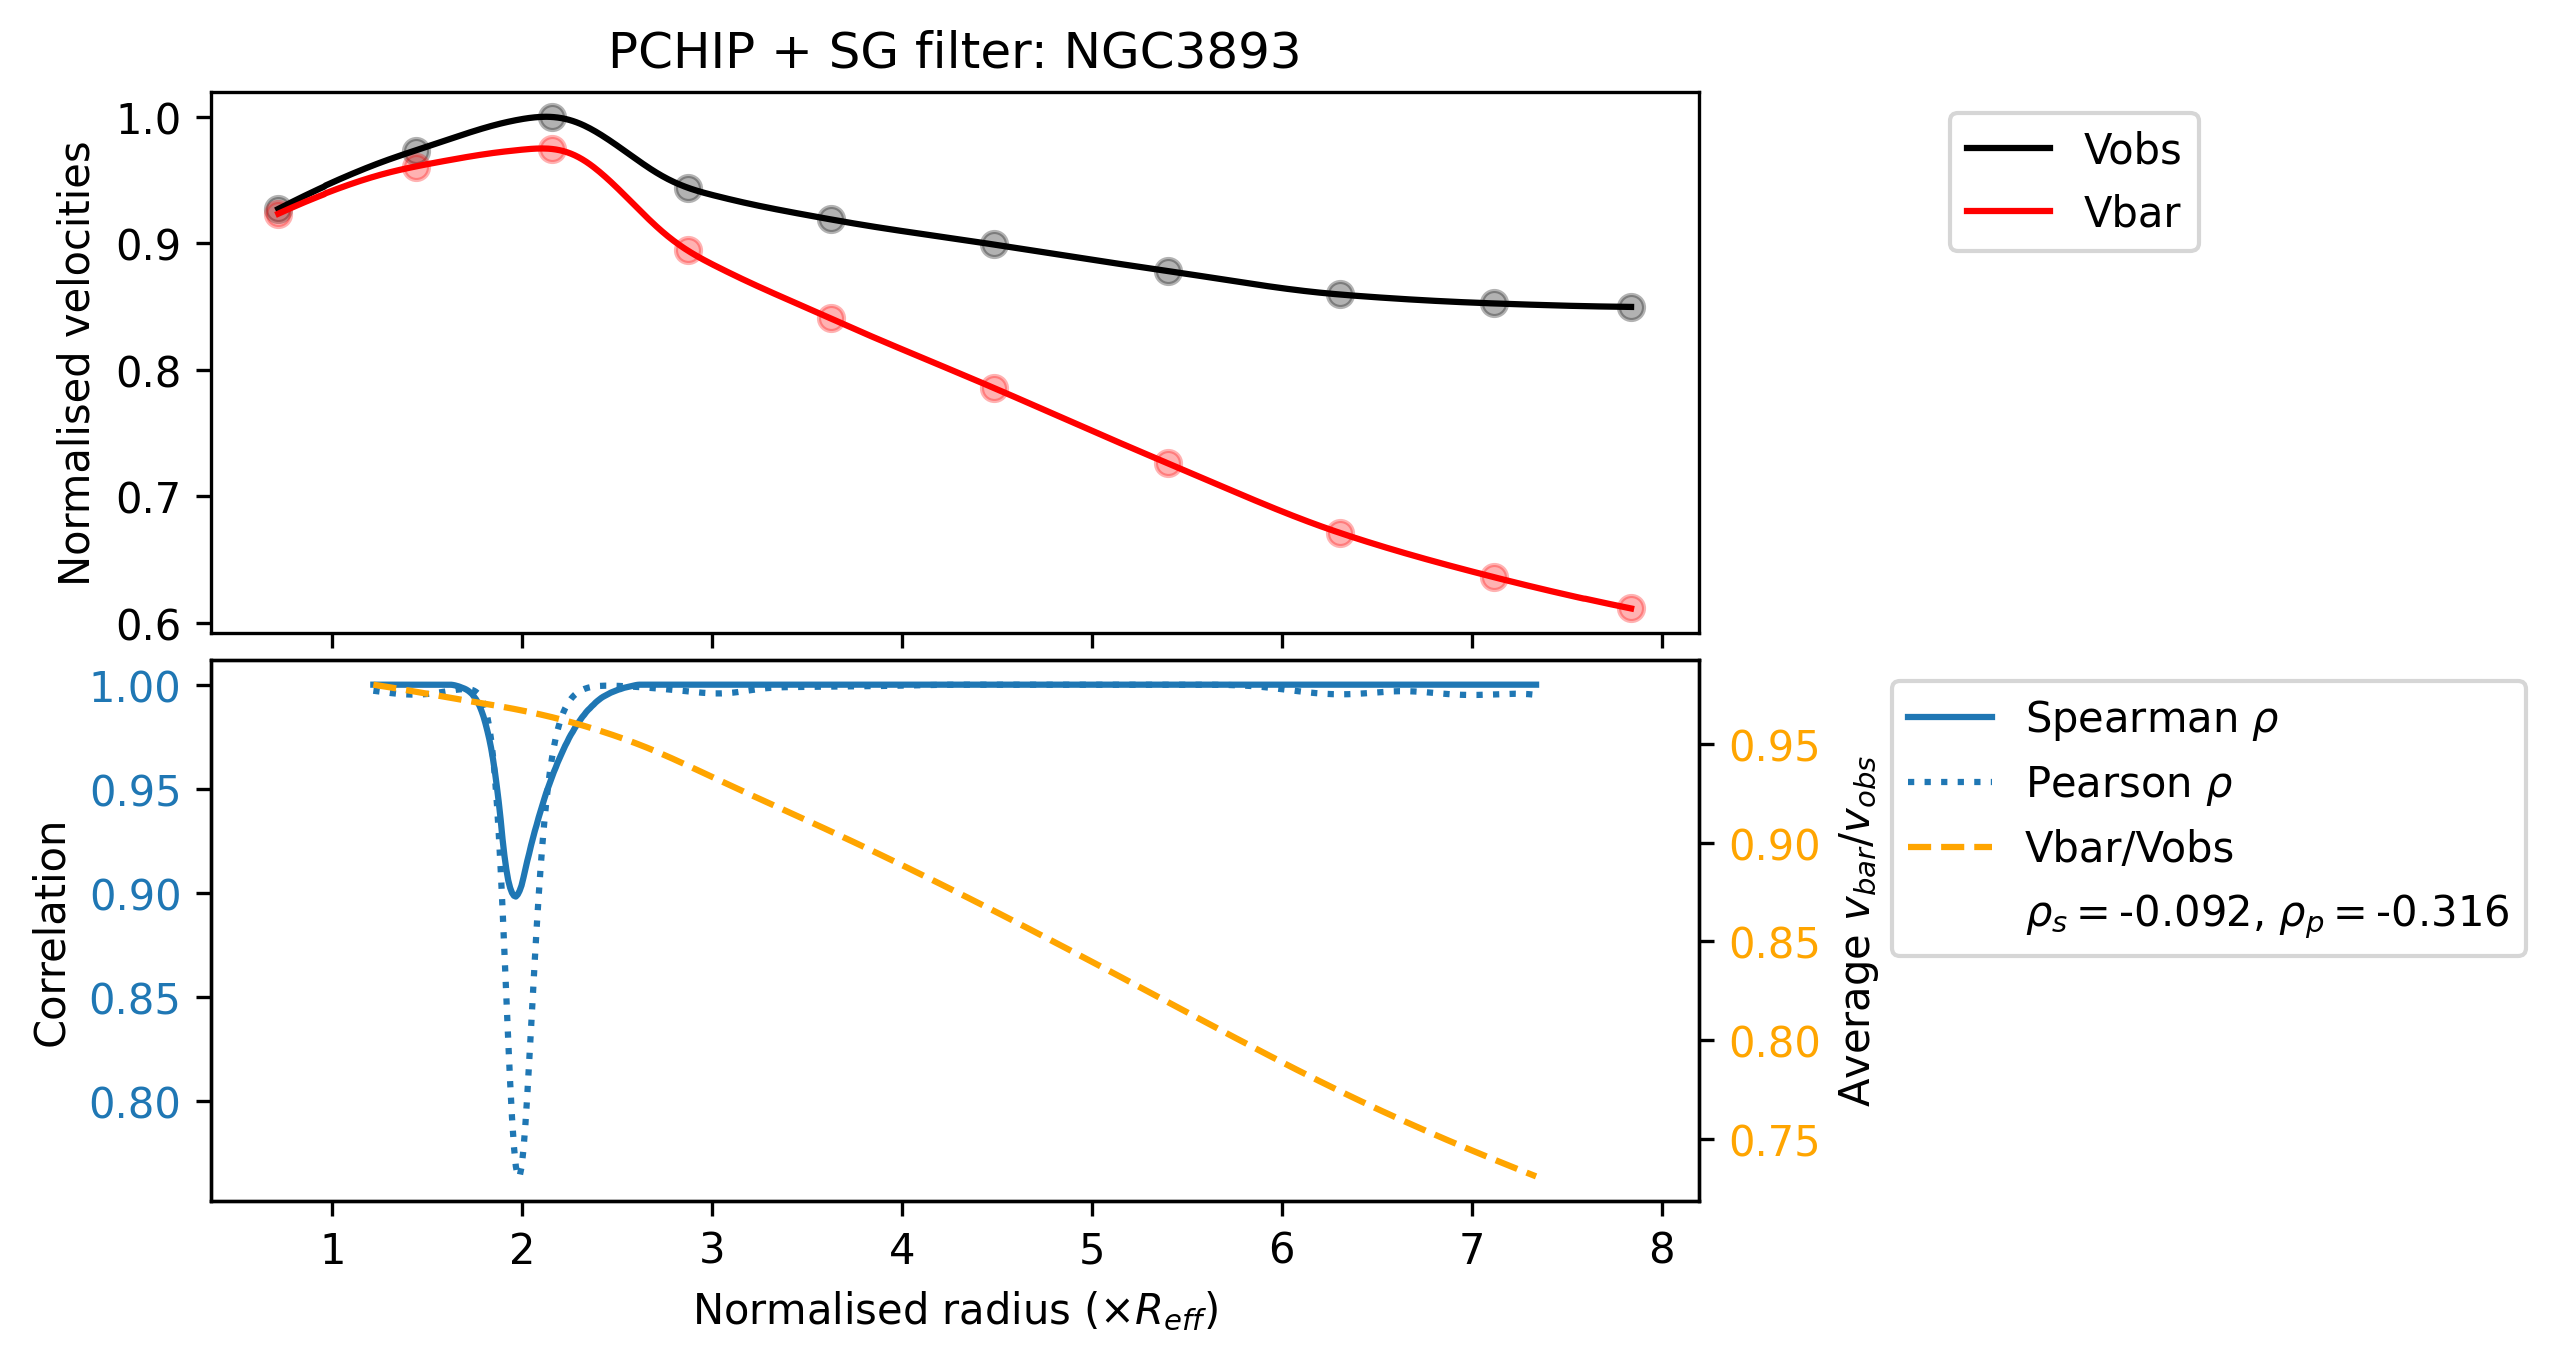 PCHIP + SG filter: NGC3893
Normalised velocities
1.0
0.9
0.8
0.7
0.6
Vobs
Vbar
Correlation
1.00
0.95
0.90
0.85
0.80
0.95
0.90
0.85
0.80
0.75
Average v_bar/v_obs
Spearman ρ
Pearson ρ
Vbar/Vobs
ρ_s = -0.092, ρ_p = -0.316
1 2 3 4 5 6 7 8
Normalised radius (×R_eff)